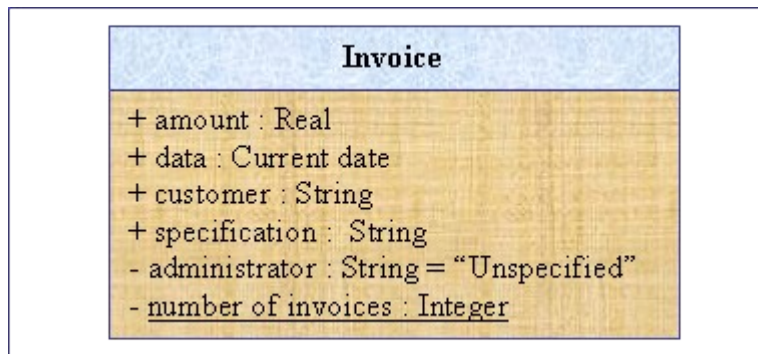 Invoice
+ amount : Real
+ data : Current date
+ customer : String
+ specification : String
- administrator : String = “Unspecified”
- number of invoices : Integer